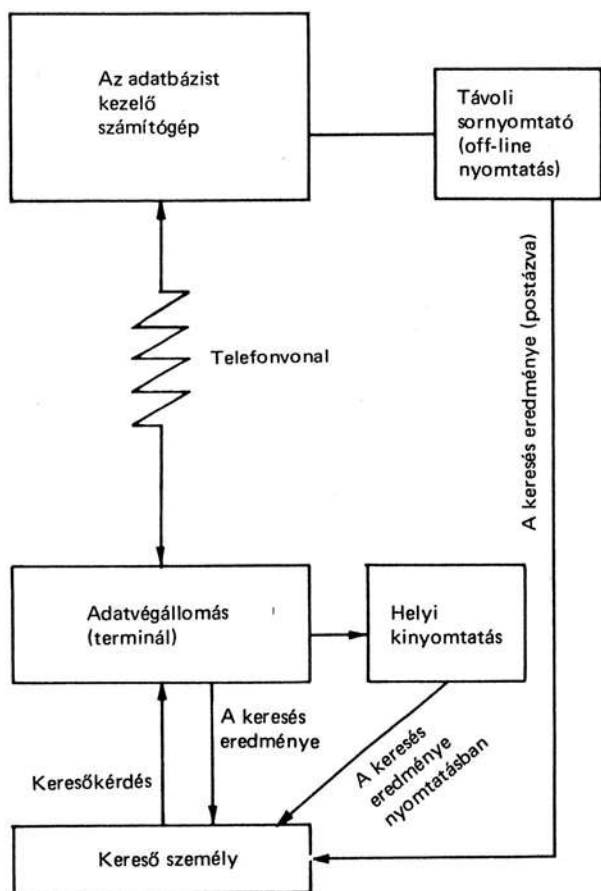 Az adatbázist
kezelő
számítógép
Távoli
sornyomtató
(off-line
nyomtatás)
Telefonvonal
A keresés eredménye (postázva)
Adatvégállomás
(terminál)
Helyi
kinyomtatás
A keresés
eredménye
Keresőkérdés
A keresés
eredménye
nyomtatásban
Kereső személy